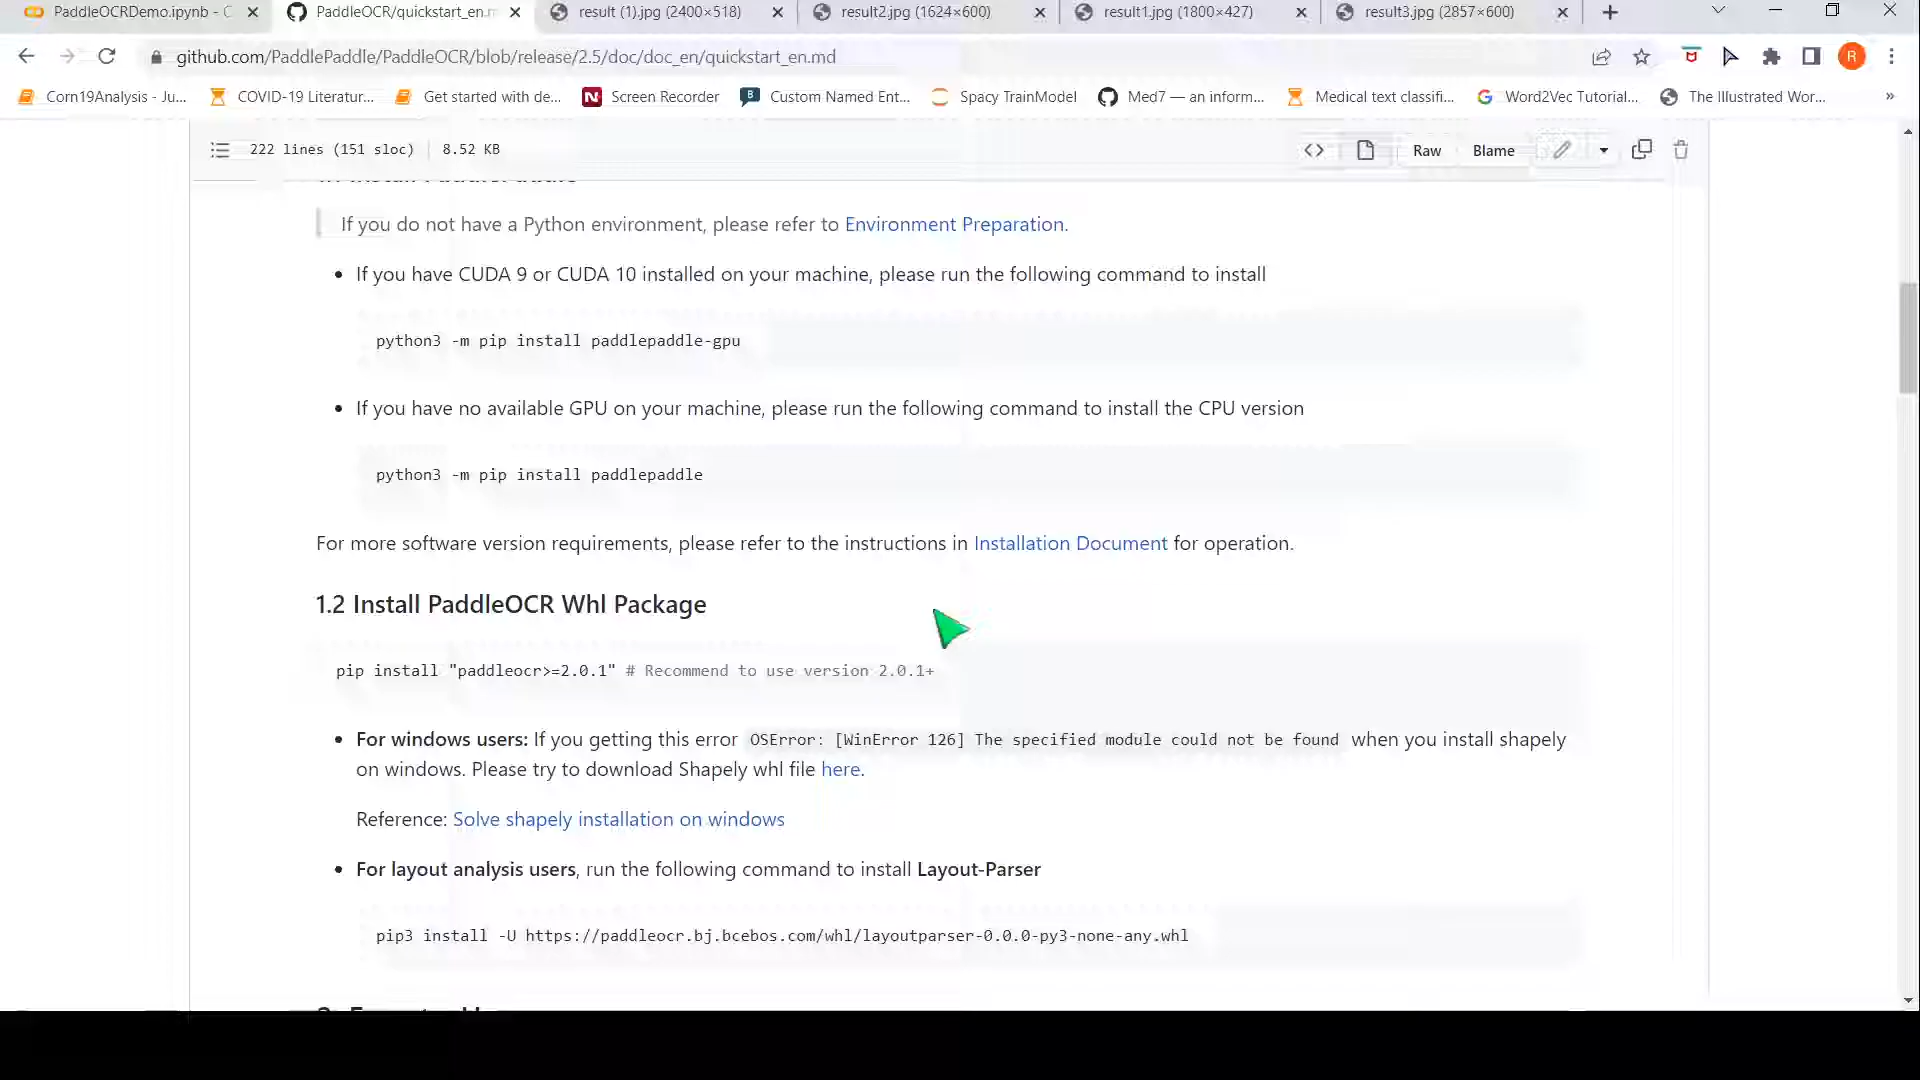 PaddleOCRDemo.ipynb - C
PaddleOCR/quickstart_en.m
result (1).jpg (2400×518)
result2.jpg (1624×600)
result1.jpg (1800×427)
result3.jpg (2857×600)
github.com/PaddlePaddle/PaddleOCR/blob/release/2.5/doc/doc_en/quickstart_en.md
R
Corn19Analysis - Ju...
COVID-19 Literatur...
Get started with de...
Screen Recorder
Custom Named Ent...
Spacy TrainModel
Med7 — an inform...
Medical text classifi...
Word2Vec Tutorial...
The Illustrated Wor...
»
222 lines (151 sloc)
8.52 KB
Raw
Blame
If you do not have a Python environment, please refer to Environment Preparation.
• If you have CUDA 9 or CUDA 10 installed on your machine, please run the following command to install
python3 -m pip install paddlepaddle-gpu
• If you have no available GPU on your machine, please run the following command to install the CPU version
python3 -m pip install paddlepaddle
For more software version requirements, please refer to the instructions in Installation Document for operation.
1.2 Install PaddleOCR Whl Package
pip install "paddleocr>=2.0.1" # Recommend to use version 2.0.1+
• For windows users: If you getting this error OSError: [WinError 126] The specified module could not be found when you install shapely
on windows. Please try to download Shapely whl file here.
Reference: Solve shapely installation on windows
• For layout analysis users, run the following command to install Layout-Parser
pip3 install -U https://paddleocr.bj.bcebos.com/whl/layoutparser-0.0.0-py3-none-any.whl